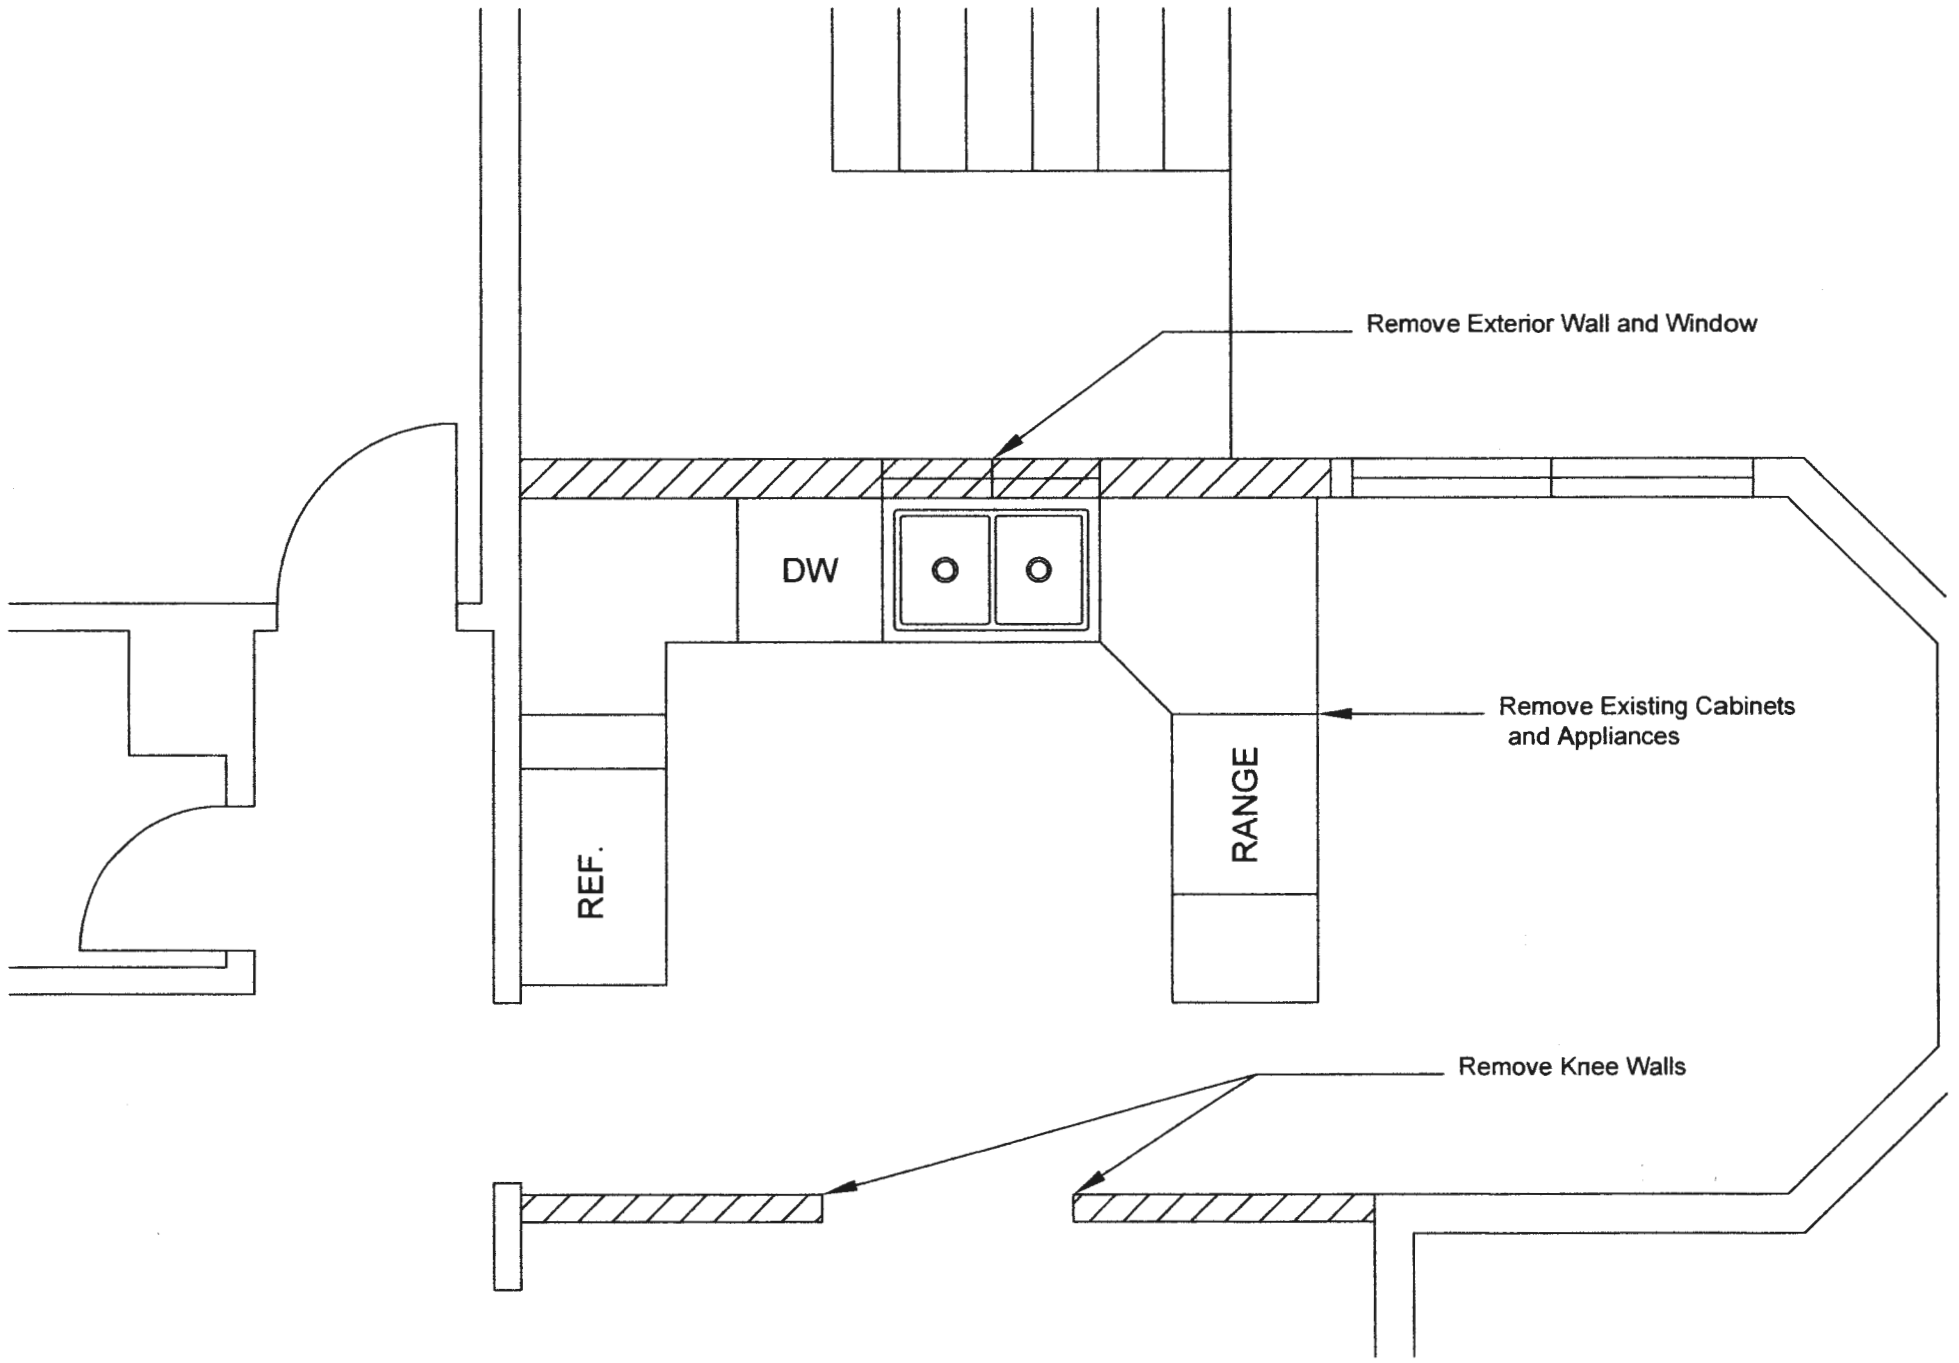 Remove Exterior Wall and Window
DW
Remove Existing Cabinets
and Appliances
RANGE
REF.
Remove Knee Walls